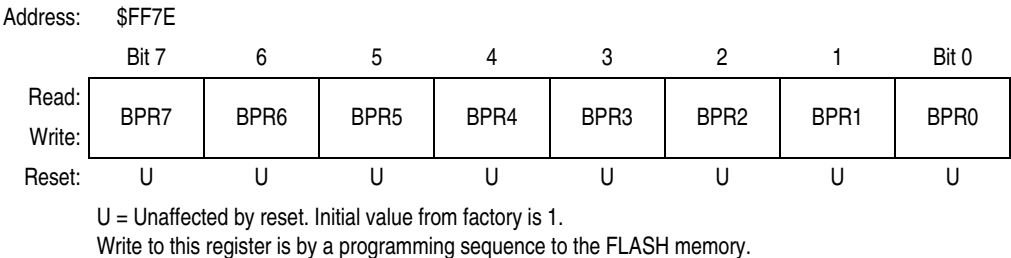 Address: $FF7E
Bit 7 6 5 4 3 2 1 Bit 0
Read:
BPR7 BPR6 BPR5 BPR4 BPR3 BPR2 BPR1 BPR0
Write:
Reset: U U U U U U U U
U = Unaffected by reset. Initial value from factory is 1.
Write to this register is by a programming sequence to the FLASH memory.